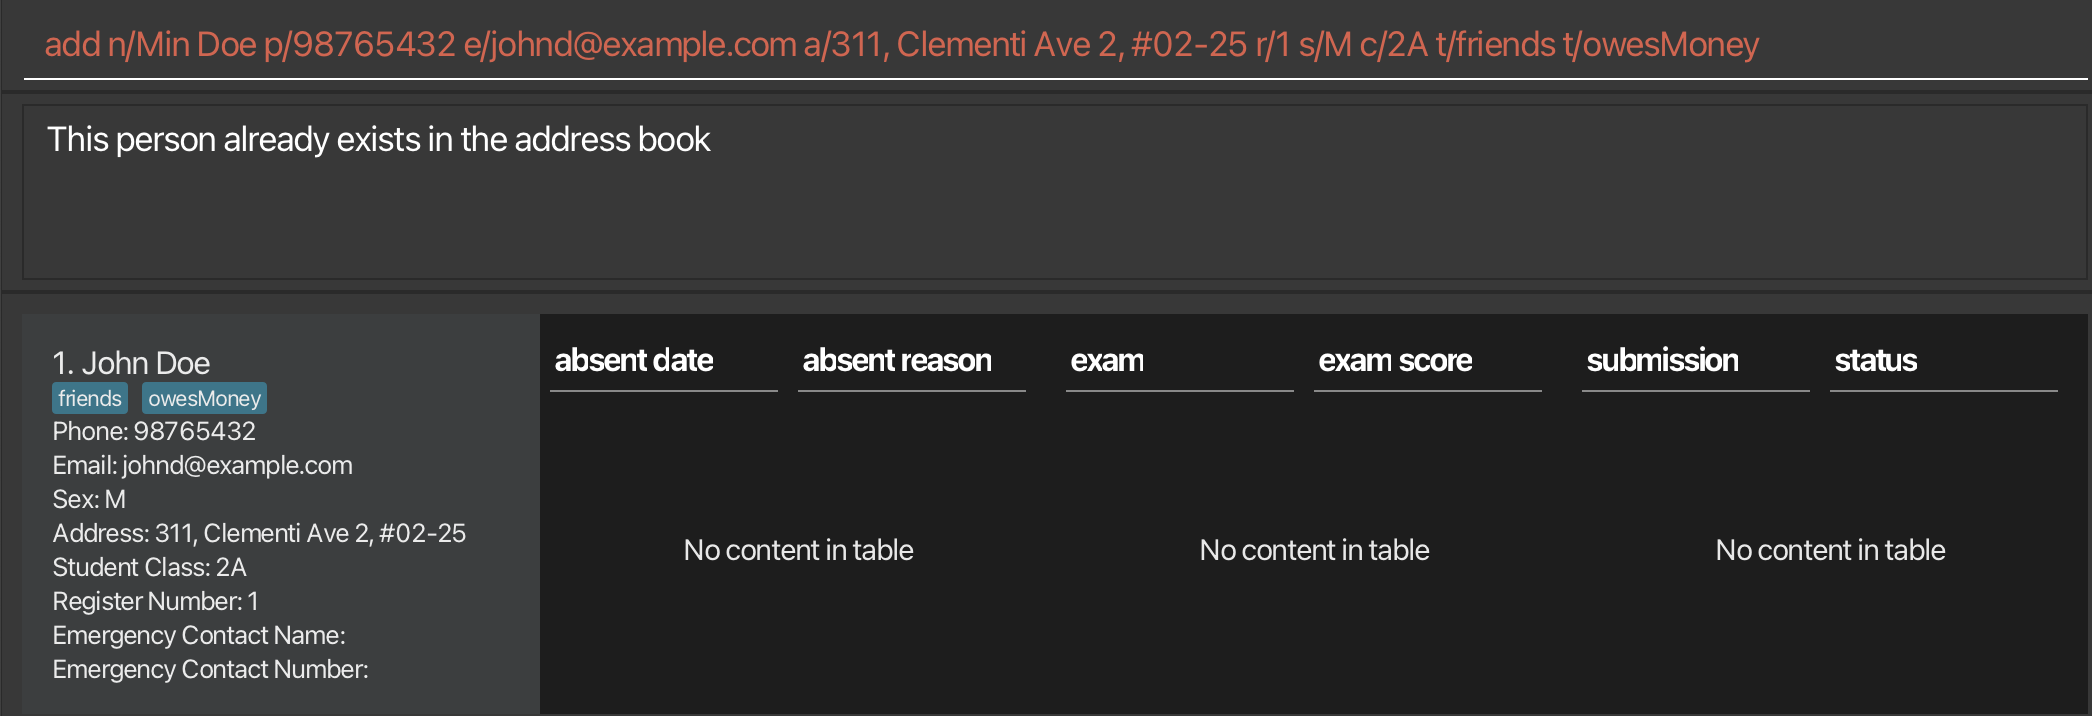 add n/Min Doe p/98765432 e/johnd@example.com a/311, Clementi Ave 2, #02-25 r/1 s/M c/2A t/friends t/owesMoney
This person already exists in the address book
1. John Doe
friends owesMoney
Phone: 98765432
Email: johnd@example.com
Sex: M
Address: 311, Clementi Ave 2, #02-25
Student Class: 2A
Register Number: 1
Emergency Contact Name:
Emergency Contact Number:
absent date absent reason exam exam score submission status
No content in table No content in table No content in table